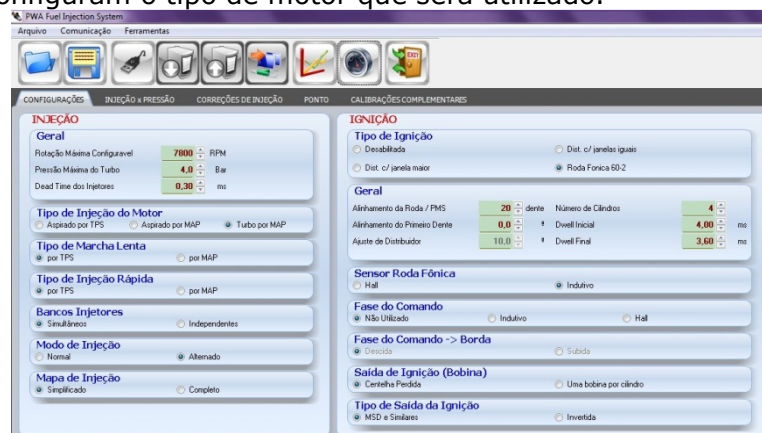 onfiguram o tipo de motor que será utilizado.
PWA Fuel Injection System
Arquivo Comunicação Ferramentas
EXIT
CONFIGURAÇÕES INJEÇÃO x PRESSÃO CORREÇÕES DE INJEÇÃO PONTO CALIBRAÇÕES COMPLEMENTARES
INJEÇÃO
Geral
Rotação Máxima Configuravel 7800 RPM
Pressão Máxima do Turbo 4,0 Bar
Dead Time dos Injetores 0,30 ms
Tipo de Injeção do Motor
Aspirado por TPS Aspirado por MAP Turbo por MAP
Tipo de Marcha Lenta
por TPS por MAP
Tipo de Injeção Rápida
por TPS por MAP
Bancos Injetores
Simultâneos Independentes
Modo de Injeção
Normal Alternado
Mapa de Injeção
Simplificado Completo
IGNIÇÃO
Tipo de Ignição
Desabilitada Dist. c/ janelas iguais
Dist. c/ janela maior Roda Fonica 60-2
Geral
Alinhamento da Roda / PMS 20 dente Número de Cilindros 4
Alinhamento do Primeiro Dente 0,0 º Dwell Inicial 4,00 ms
Ajuste de Distribuidor 10,0 º Dwell Final 3,60 ms
Sensor Roda Fônica
Hall Indutivo
Fase do Comando
Não Utilizado Indutivo Hall
Fase do Comando -> Borda
Descida Subida
Saída de Ignição (Bobina)
Centelha Perdida Uma bobina por cilindro
Tipo de Saída da Ignição
MSD e Similares Invertida